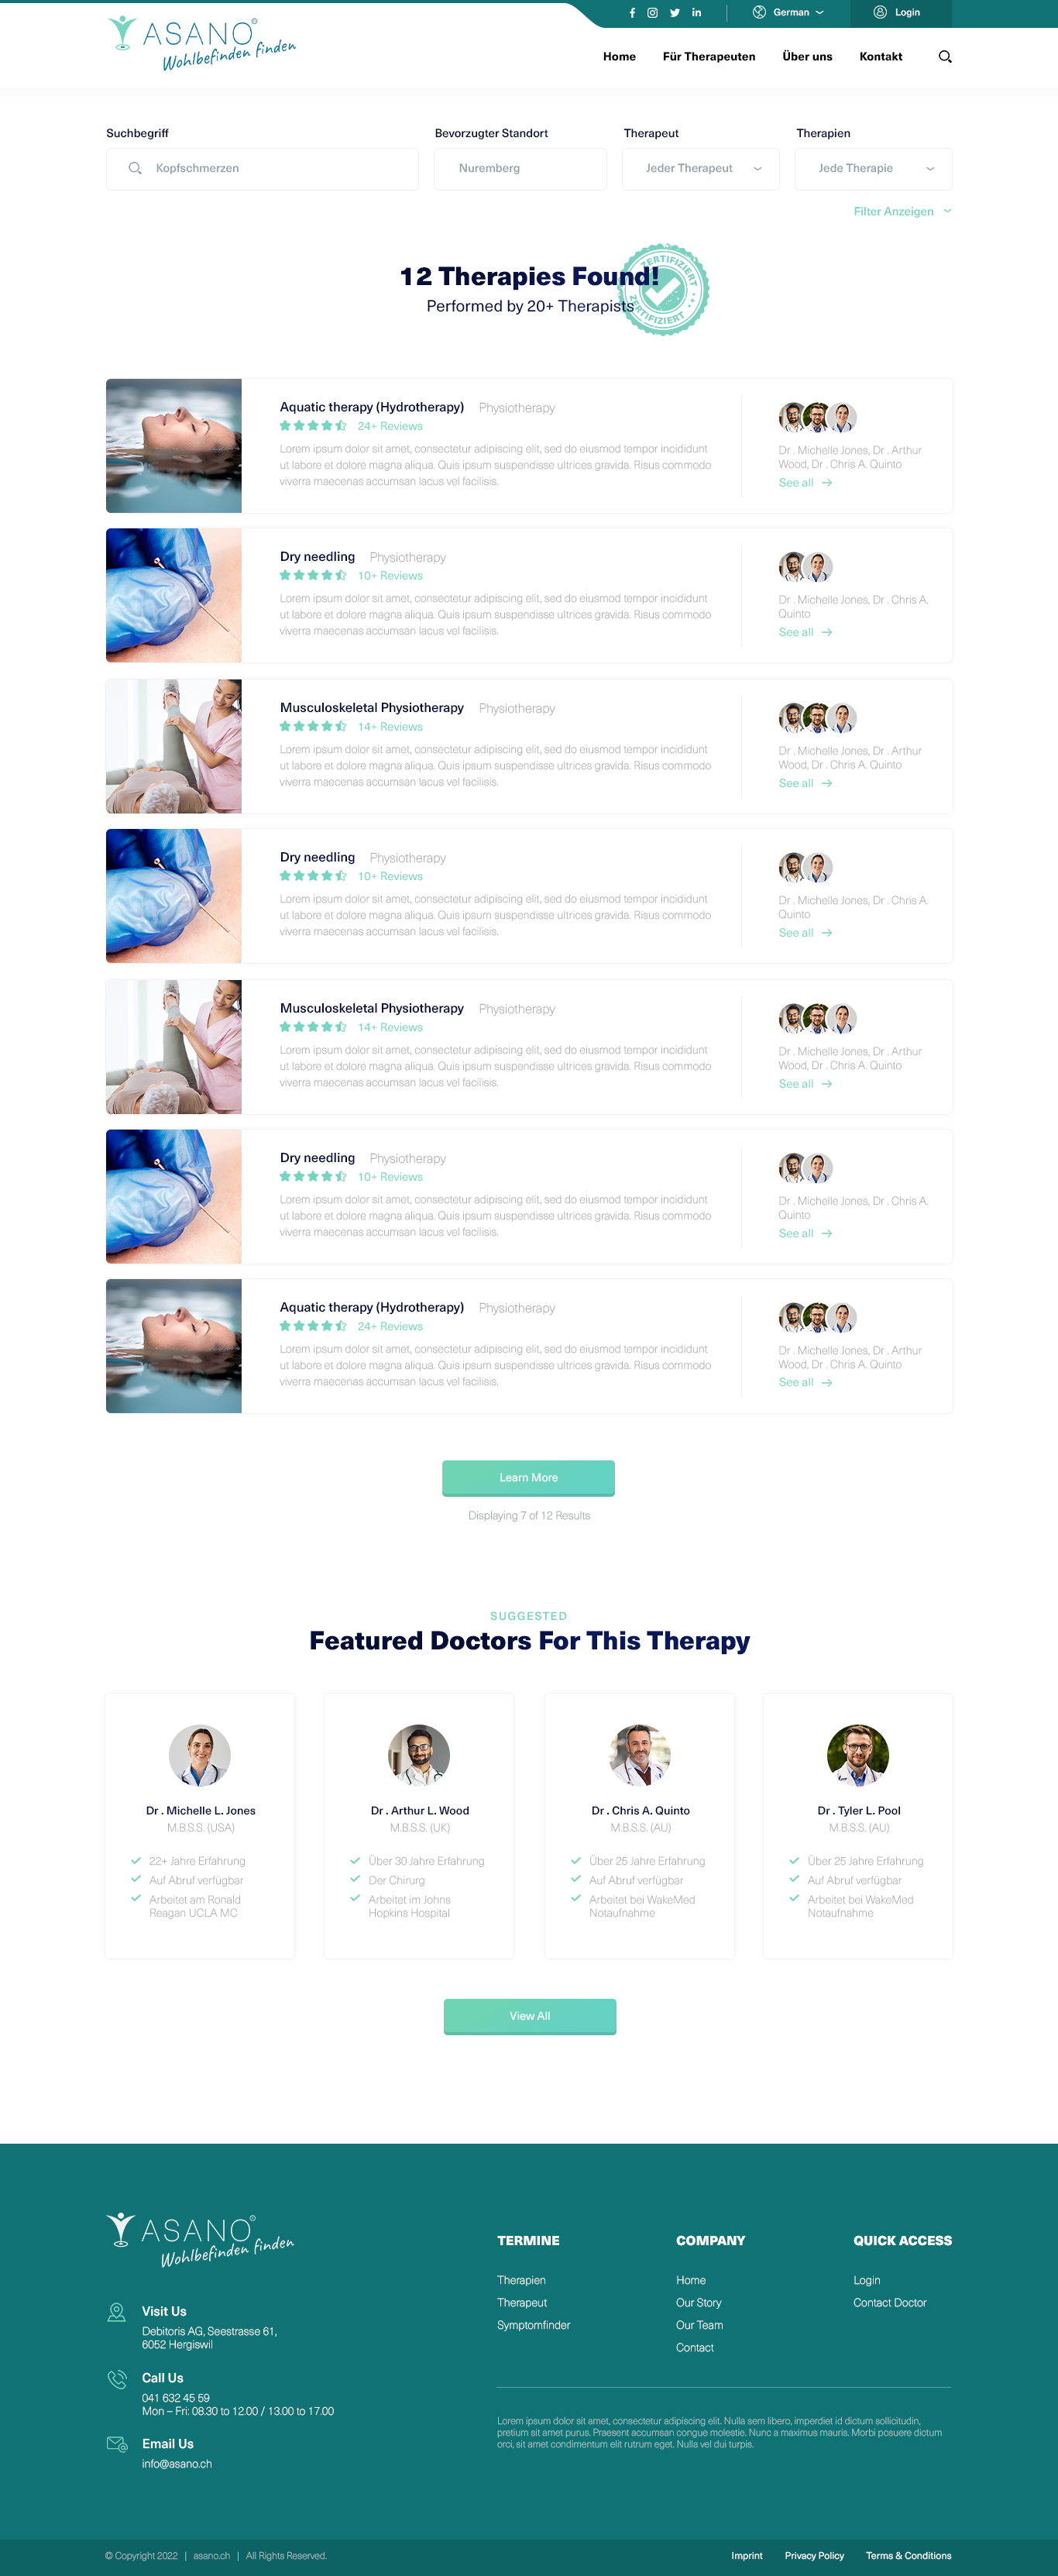 German
Login
ASANO®
Wohlbefinden finden
Home
Für Therapeuten
Über uns
Kontakt
Suchbegriff
Bevorzugter Standort
Therapeut
Therapien
Kopfschmerzen
Nuremberg
Jeder Therapeut
Jede Therapie
Filter Anzeigen
ZERTIFIZIERT
12 Therapies Found!
Performed by 20+ Therapists
ZERTIFIZIERT
Aquatic therapy (Hydrotherapy) Physiotherapy
24+ Reviews
Lorem ipsum dolor sit amet, consectetur adipiscing elit, sed do eiusmod tempor incididunt
ut labore et dolore magna aliqua. Quis ipsum suspendisse ultrices gravida. Risus commodo
viverra maecenas accumsan lacus vel facilisis.
Dr . Michelle Jones, Dr . Arthur
Wood, Dr . Chris A. Quinto
See all
Dry needling Physiotherapy
10+ Reviews
Lorem ipsum dolor sit amet, consectetur adipiscing elit, sed do eiusmod tempor incididunt
ut labore et dolore magna aliqua. Quis ipsum suspendisse ultrices gravida. Risus commodo
viverra maecenas accumsan lacus vel facilisis.
Dr . Michelle Jones, Dr . Chris A.
Quinto
See all
Musculoskeletal Physiotherapy Physiotherapy
14+ Reviews
Lorem ipsum dolor sit amet, consectetur adipiscing elit, sed do eiusmod tempor incididunt
ut labore et dolore magna aliqua. Quis ipsum suspendisse ultrices gravida. Risus commodo
viverra maecenas accumsan lacus vel facilisis.
Dr . Michelle Jones, Dr . Arthur
Wood, Dr . Chris A. Quinto
See all
Dry needling Physiotherapy
10+ Reviews
Lorem ipsum dolor sit amet, consectetur adipiscing elit, sed do eiusmod tempor incididunt
ut labore et dolore magna aliqua. Quis ipsum suspendisse ultrices gravida. Risus commodo
viverra maecenas accumsan lacus vel facilisis.
Dr . Michelle Jones, Dr . Chris A.
Quinto
See all
Musculoskeletal Physiotherapy Physiotherapy
14+ Reviews
Lorem ipsum dolor sit amet, consectetur adipiscing elit, sed do eiusmod tempor incididunt
ut labore et dolore magna aliqua. Quis ipsum suspendisse ultrices gravida. Risus commodo
viverra maecenas accumsan lacus vel facilisis.
Dr . Michelle Jones, Dr . Arthur
Wood, Dr . Chris A. Quinto
See all
Dry needling Physiotherapy
10+ Reviews
Lorem ipsum dolor sit amet, consectetur adipiscing elit, sed do eiusmod tempor incididunt
ut labore et dolore magna aliqua. Quis ipsum suspendisse ultrices gravida. Risus commodo
viverra maecenas accumsan lacus vel facilisis.
Dr . Michelle Jones, Dr . Chris A.
Quinto
See all
Aquatic therapy (Hydrotherapy) Physiotherapy
24+ Reviews
Lorem ipsum dolor sit amet, consectetur adipiscing elit, sed do eiusmod tempor incididunt
ut labore et dolore magna aliqua. Quis ipsum suspendisse ultrices gravida. Risus commodo
viverra maecenas accumsan lacus vel facilisis.
Dr . Michelle Jones, Dr . Arthur
Wood, Dr . Chris A. Quinto
See all
Learn More
Displaying 7 of 12 Results
SUGGESTED
Featured Doctors For This Therapy
Dr . Michelle L. Jones
M.B.S.S. (USA)
22+ Jahre Erfahrung
Auf Abruf verfügbar
Arbeitet am Ronald
Reagan UCLA MC
Dr . Arthur L. Wood
M.B.S.S. (UK)
Über 30 Jahre Erfahrung
Der Chirurg
Arbeitet im Johns
Hopkins Hospital
Dr . Chris A. Quinto
M.B.S.S. (AU)
Über 25 Jahre Erfahrung
Auf Abruf verfügbar
Arbeitet bei WakeMed
Notaufnahme
Dr . Tyler L. Pool
M.B.S.S. (AU)
Über 25 Jahre Erfahrung
Auf Abruf verfügbar
Arbeitet bei WakeMed
Notaufnahme
View All
ASANO®
Wohlbefinden finden
Visit Us
Debitoris AG, Seestrasse 61,
6052 Hergiswil
Call Us
041 632 45 59
Mon – Fri: 08.30 to 12.00 / 13.00 to 17.00
Email Us
info@asano.ch
TERMINE
Therapien
Therapeut
Symptomfinder
COMPANY
Home
Our Story
Our Team
Contact
QUICK ACCESS
Login
Contact Doctor
Lorem ipsum dolor sit amet, consectetur adipiscing elit. Nulla sem libero, imperdiet id dictum sollicitudin,
pretium sit amet purus. Praesent accumsan congue molestie. Nunc a maximus mauris. Morbi posuere dictum
orci, sit amet condimentum elit rutrum eget. Nulla vel dui turpis.
© Copyright 2022 | asano.ch | All Rights Reserved.
Imprint
Privacy Policy
Terms & Conditions